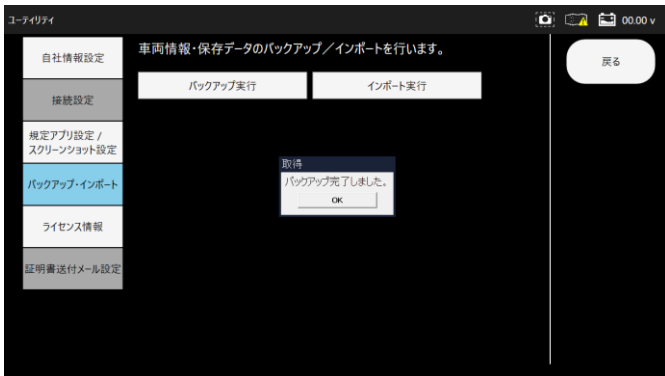 ユーティリティ
00.00 v
自社情報設定
接続設定
規定アプリ設定 /
スクリーンショット設定
バックアップ・インポート
ライセンス情報
証明書送付メール設定
車両情報・保存データのバックアップ／インポートを行います。
バックアップ実行
インポート実行
取得
バックアップ完了しました。
OK
戻る